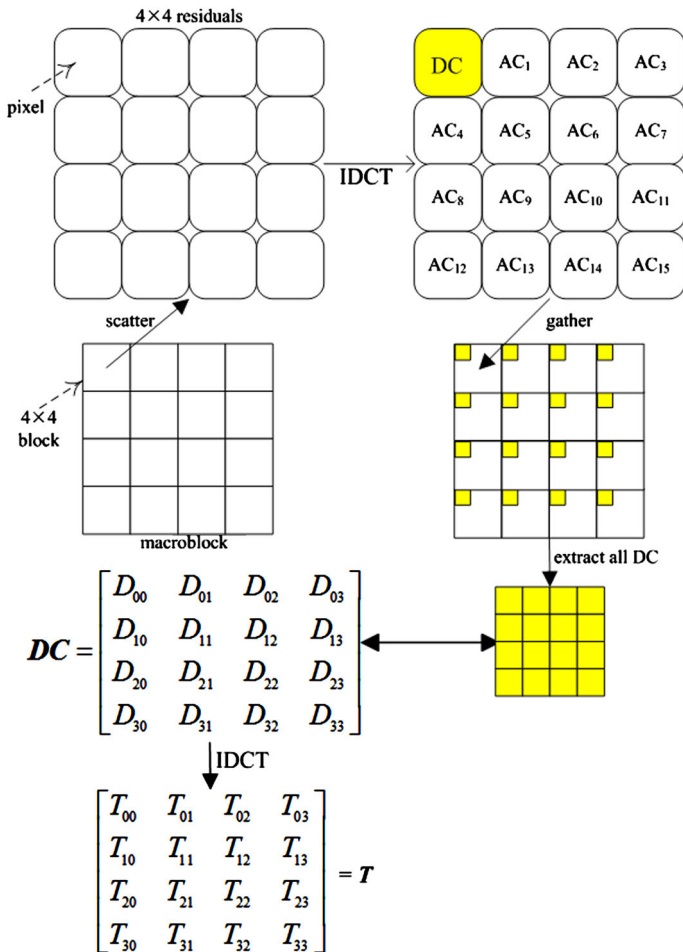 4×4 residuals
pixel
DC AC₁ AC₂ AC₃
AC₄ AC₅ AC₆ AC₇
AC₈ AC₉ AC₁₀ AC₁₁
AC₁₂ AC₁₃ AC₁₄ AC₁₅
IDCT
scatter
gather
4×4
block
macroblock
extract all DC
DC = [D₀₀ D₀₁ D₀₂ D₀₃
D₁₀ D₁₁ D₁₂ D₁₃
D₂₀ D₂₁ D₂₂ D₂₃
D₃₀ D₃₁ D₃₂ D₃₃]
IDCT
[T₀₀ T₀₁ T₀₂ T₀₃
T₁₀ T₁₁ T₁₂ T₁₃
T₂₀ T₂₁ T₂₂ T₂₃
T₃₀ T₃₁ T₃₂ T₃₃] = T